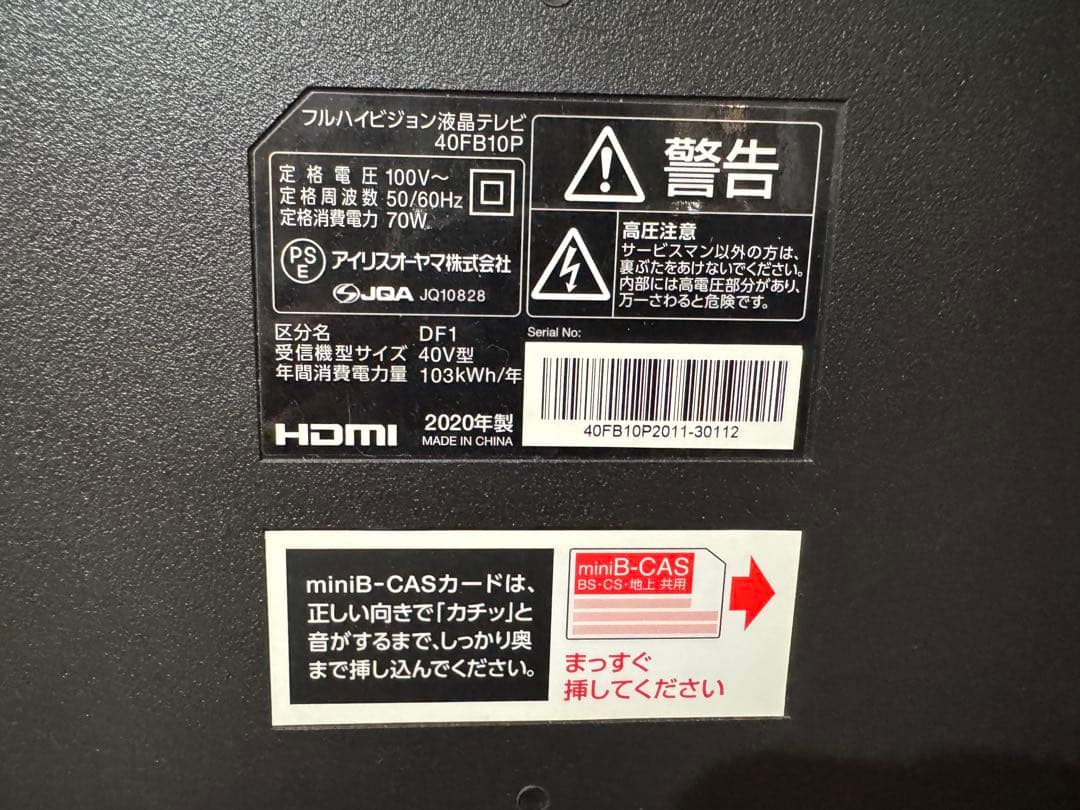 フルハイビジョン液晶テレビ
40FB10P
定格電圧 100V～
定格周波数 50/60Hz
定格消費電力 70W
PS
E
アイリスオーヤマ株式会社
JQA JQ10828
区分名 DF1
受信機型サイズ 40V型
年間消費電力量 103kWh/年
HDMI
2020年製
MADE IN CHINA
警告
高圧注意
サービスマン以外の方は、
裏ぶたをあけないでください。
内部には高電圧部分があり、
万一さわると危険です。
Serial No:
40FB10P2011-30112
miniB-CASカードは、
正しい向きで「カチッ」と
音がするまで、しっかり奥
まで挿し込んでください。
miniB-CAS
BS・CS・地上 共用
まっすぐ
挿してください